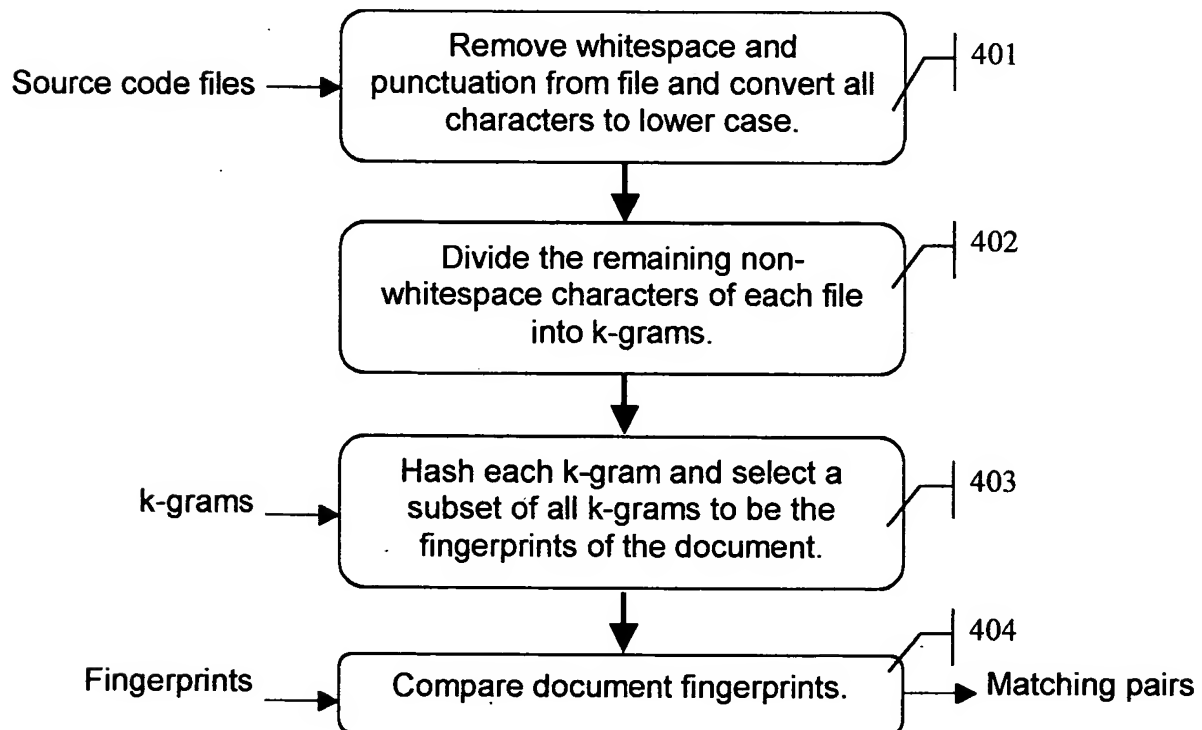 Remove whitespace and
401
Source code files
punctuation from file and convert all
characters to lower case.
402
Divide the remaining non-
whitespace characters of each file
into k-grams.
Hash each k-gram and select a
403
k-grams
subset of all k-grams to be the
fingerprints of the document.
404
Fingerprints
Compare document fingerprints.
Matching pairs